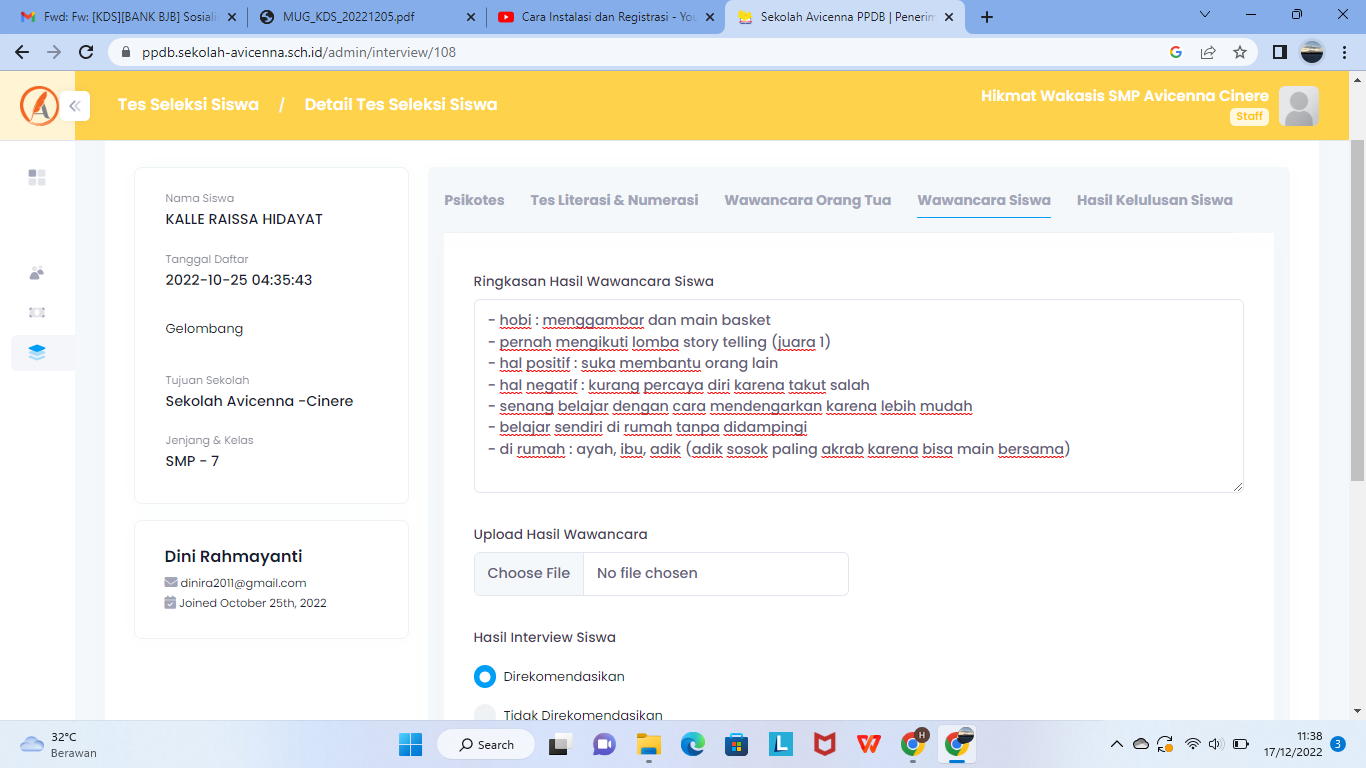 Fwd: Fw: [KDS][BANK BJB] Sosiali
MUG_KDS_20221205.pdf
Cara Instalasi dan Registrasi - You
Sekolah Avicenna PPDB | Penerim
ppdb.sekolah-avicenna.sch.id/admin/interview/108
Tes Seleksi Siswa / Detail Tes Seleksi Siswa
Hikmat Wakasis SMP Avicenna Cinere
Staff
Nama Siswa
KALLE RAISSA HIDAYAT
Tanggal Daftar
2022-10-25 04:35:43
Gelombang
Tujuan Sekolah
Sekolah Avicenna -Cinere
Jenjang & Kelas
SMP - 7
Dini Rahmayanti
dinira2011@gmail.com
Joined October 25th, 2022
Psikotes Tes Literasi & Numerasi Wawancara Orang Tua Wawancara Siswa Hasil Kelulusan Siswa
Ringkasan Hasil Wawancara Siswa
- hobi : menggambar dan main basket
- pernah mengikuti lomba story telling (juara 1)
- hal positif : suka membantu orang lain
- hal negatif : kurang percaya diri karena takut salah
- senang belajar dengan cara mendengarkan karena lebih mudah
- belajar sendiri di rumah tanpa didampingi
- di rumah : ayah, ibu, adik (adik sosok paling akrab karena bisa main bersama)
Upload Hasil Wawancara
Choose File No file chosen
Hasil Interview Siswa
Direkomendasikan
Tidak Direkomendasikan
32°C
Berawan
Search
11:38
17/12/2022
3